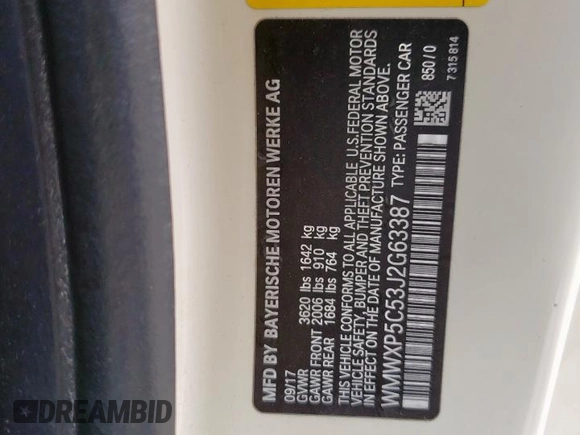 MFD BY BAYERISCHE MOTOREN WERKE AG
09/17
GVWR 3620 lbs 1642 kg
GAWR FRONT 2006 lbs 910 kg
GAWR REAR 1684 lbs 764 kg
THIS VEHICLE CONFORMS TO ALL APPLICABLE U.S.FEDERAL MOTOR
VEHICLE SAFETY, BUMPER, AND THEFT PREVENTION STANDARDS
IN EFFECT ON THE DATE OF MANUFACTURE SHOWN ABOVE.
WMWXP5C53J2G63387 TYPE: PASSENGER CAR
850/0
7 315 814
DREAMBID